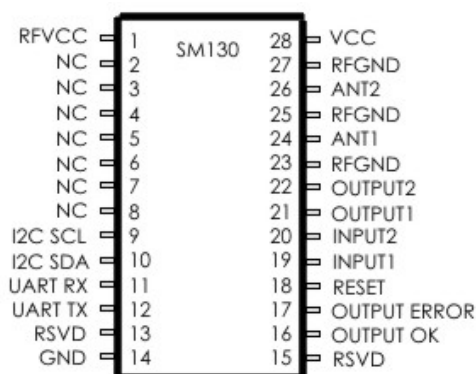 RFVCC 1 SM130 28 VCC
NC 2 27 RFGND
NC 3 26 ANT2
NC 4 25 RFGND
NC 5 24 ANT1
NC 6 23 RFGND
NC 7 22 OUTPUT2
NC 8 21 OUTPUT1
I2C SCL 9 20 INPUT2
I2C SDA 10 19 INPUT1
UART RX 11 18 RESET
UART TX 12 17 OUTPUT ERROR
RSVD 13 16 OUTPUT OK
GND 14 15 RSVD